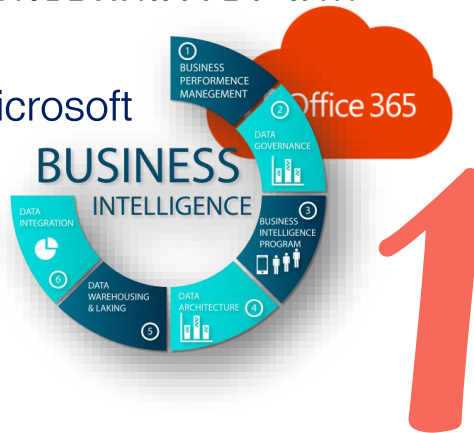 ①
BUSINESS
PERFORMENCE
MANEGEMENT
Office 365
icrosoft
②
DATA
GOVERNANCE
BUSINESS
INTELLIGENCE
③
BUSINESS
INTELLIGENCE
PROGRAM
DATA
INTEGRATION
⑥
DATA
WAREHOUSING
& LAKING
⑤
DATA
ARCHITECTURE
④
1